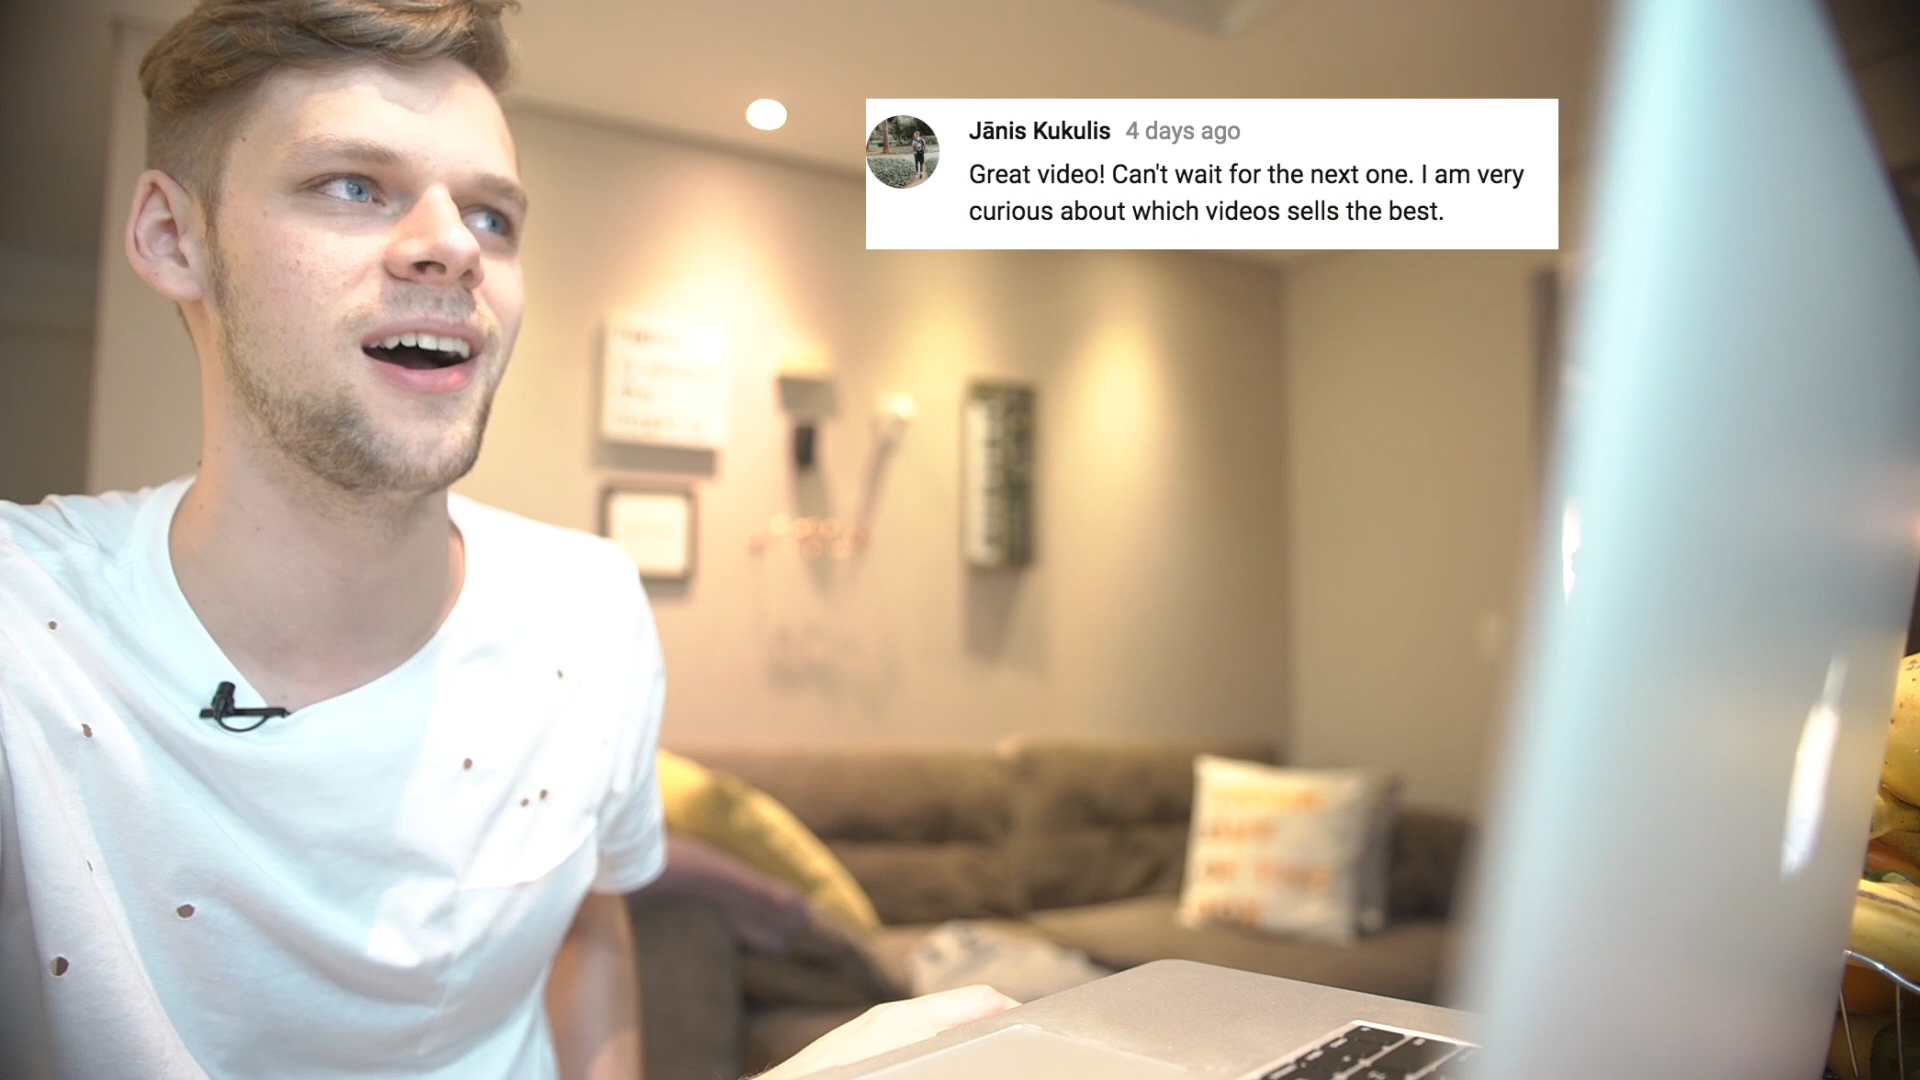 Jānis Kukulis 4 days ago
Great video! Can't wait for the next one. I am very
curious about which videos sells the best.